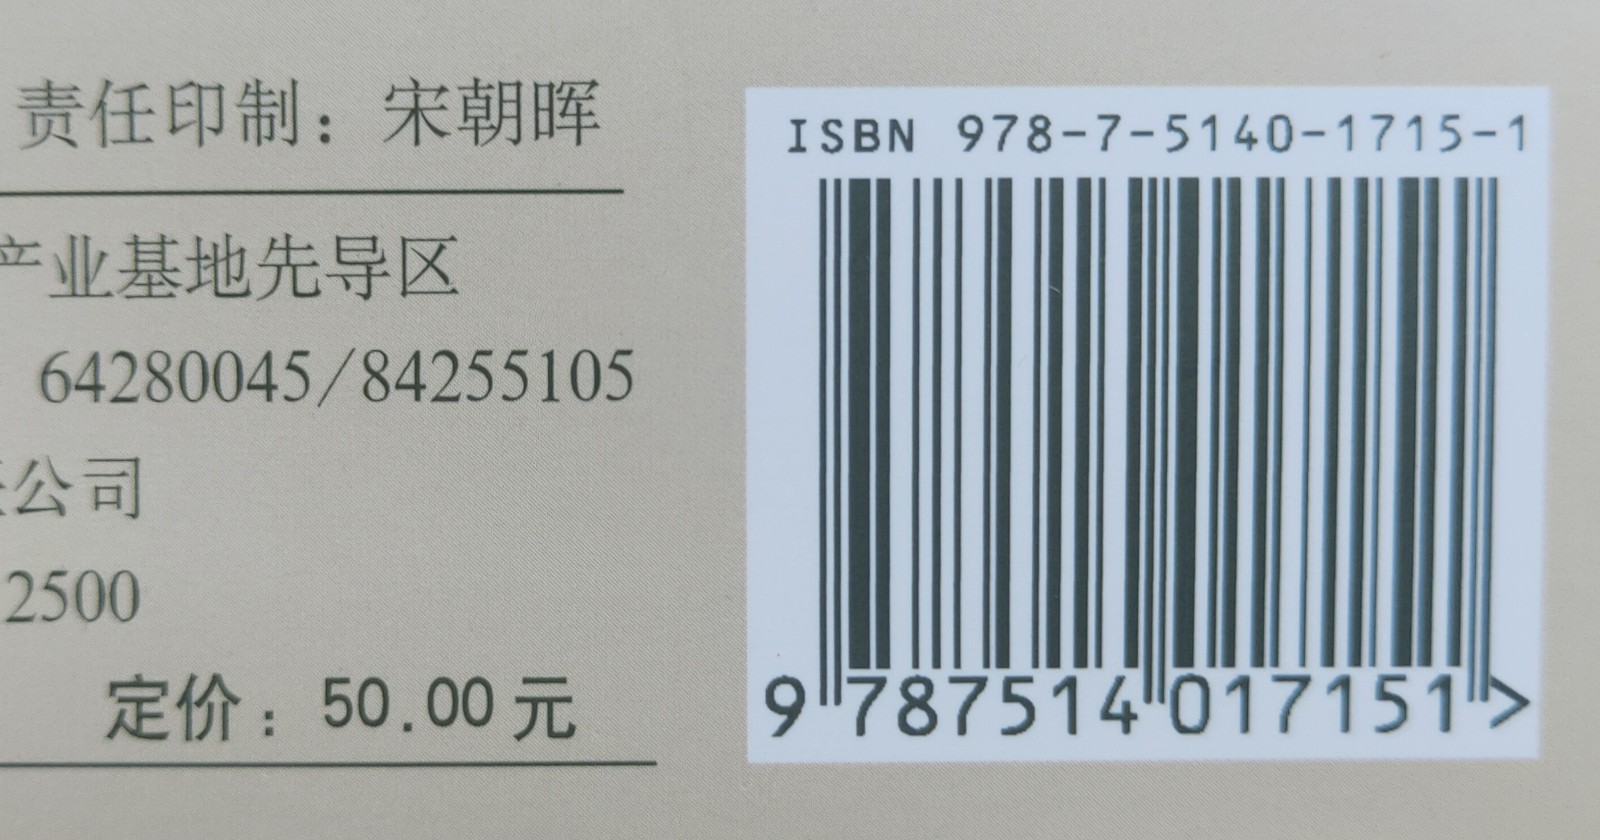 责任印制：宋朝晖
产业基地先导区
64280045/84255105
公司
2500
定价：50.00元
ISBN 978-7-5140-1715-1
9 787514 017151 >